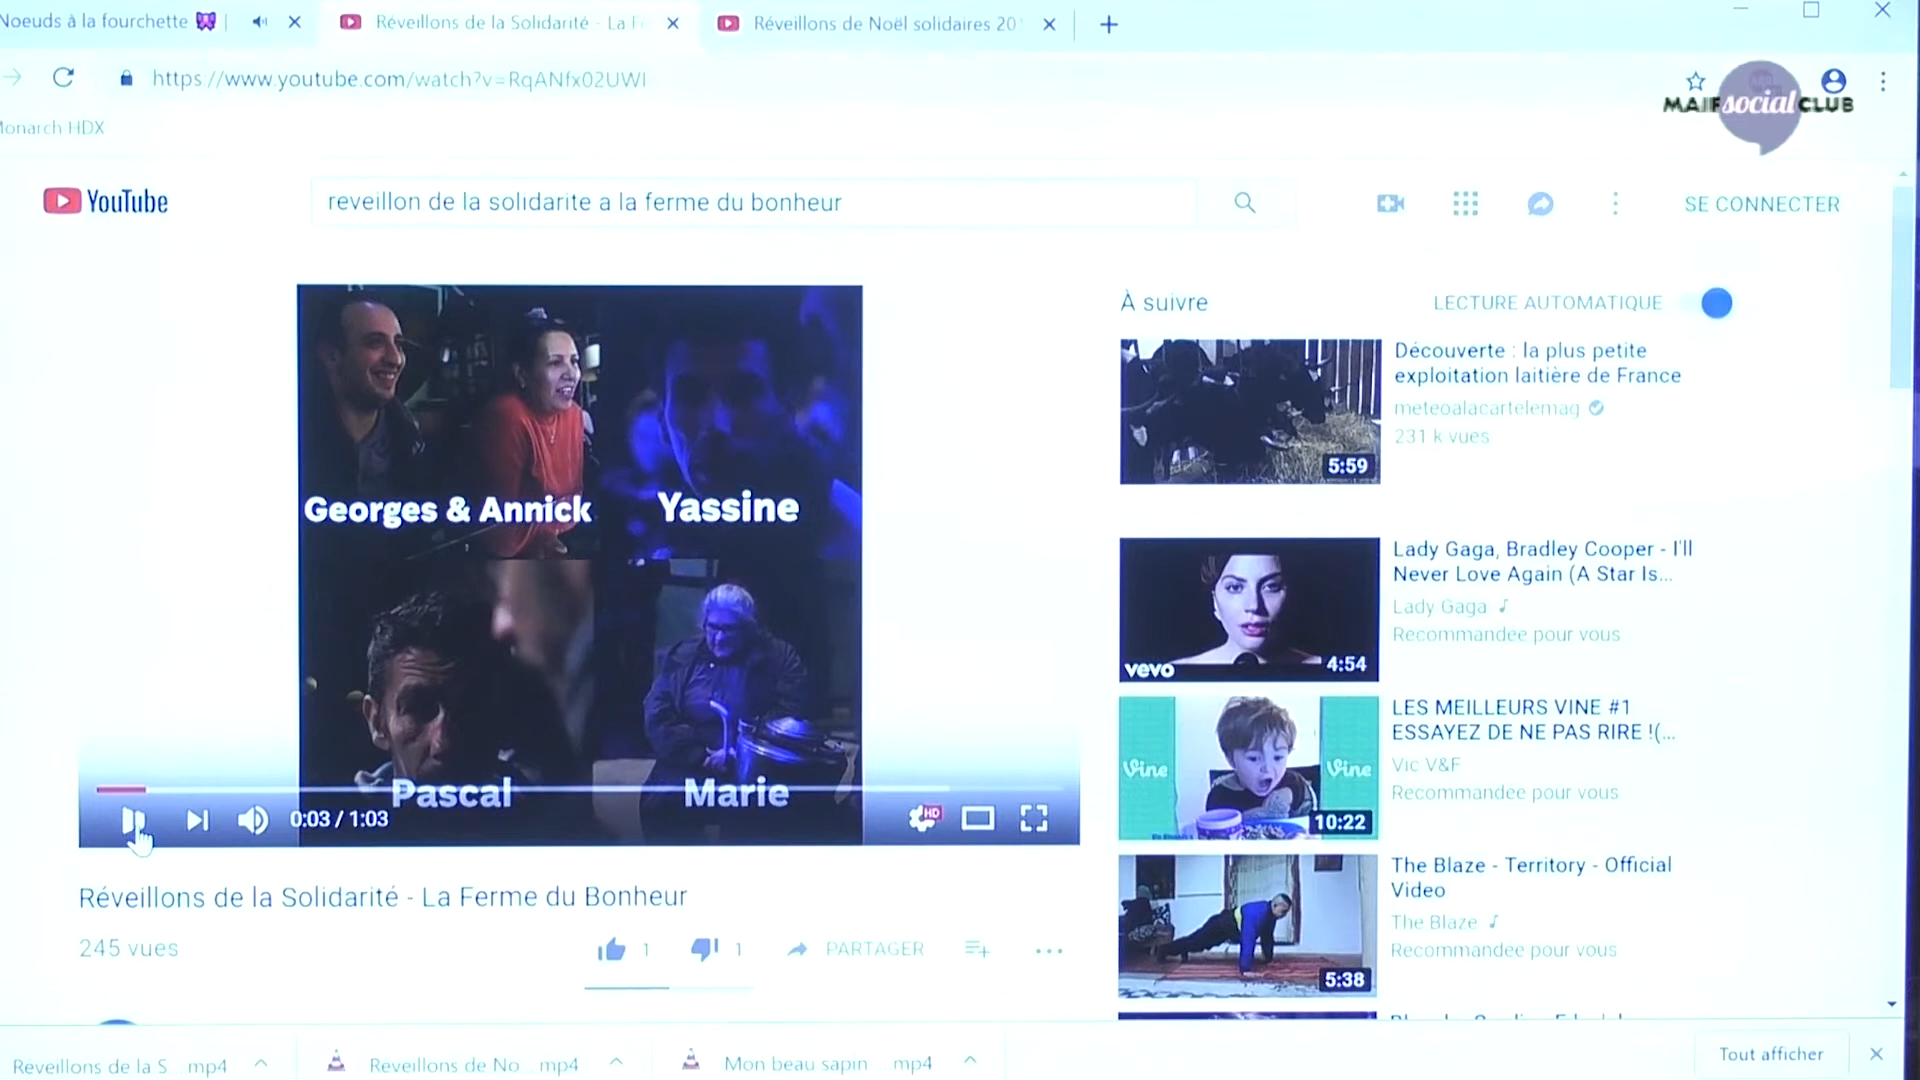 Noeuds à la fourchette
Réveillons de la Solidarité - La F
Réveillons de Noël solidaires 20
https://www.youtube.com/watch?v=RqANfx02UWI
MAIF social CLUB
Monarch HDX
YouTube
reveillon de la solidarite a la ferme du bonheur
SE CONNECTER
À suivre
LECTURE AUTOMATIQUE
Georges & Annick
Yassine
Pascal
Marie
0:03 / 1:03
HD
Découverte : la plus petite
exploitation laitière de France
meteoalacartelemag
231 k vues
5:59
Lady Gaga, Bradley Cooper - I'll
Never Love Again (A Star Is...
Lady Gaga
Recommandée pour vous
vevo
4:54
LES MEILLEURS VINE #1
ESSAYEZ DE NE PAS RIRE !(...
Vic V&F
Recommandée pour vous
Vine
Vine
10:22
The Blaze - Territory - Official
Video
The Blaze
Recommandée pour vous
5:38
Réveillons de la Solidarité - La Ferme du Bonheur
245 vues
1
1
PARTAGER
Reveillons de la S....mp4
Reveillons de No....mp4
Mon beau sapin ....mp4
Tout afficher